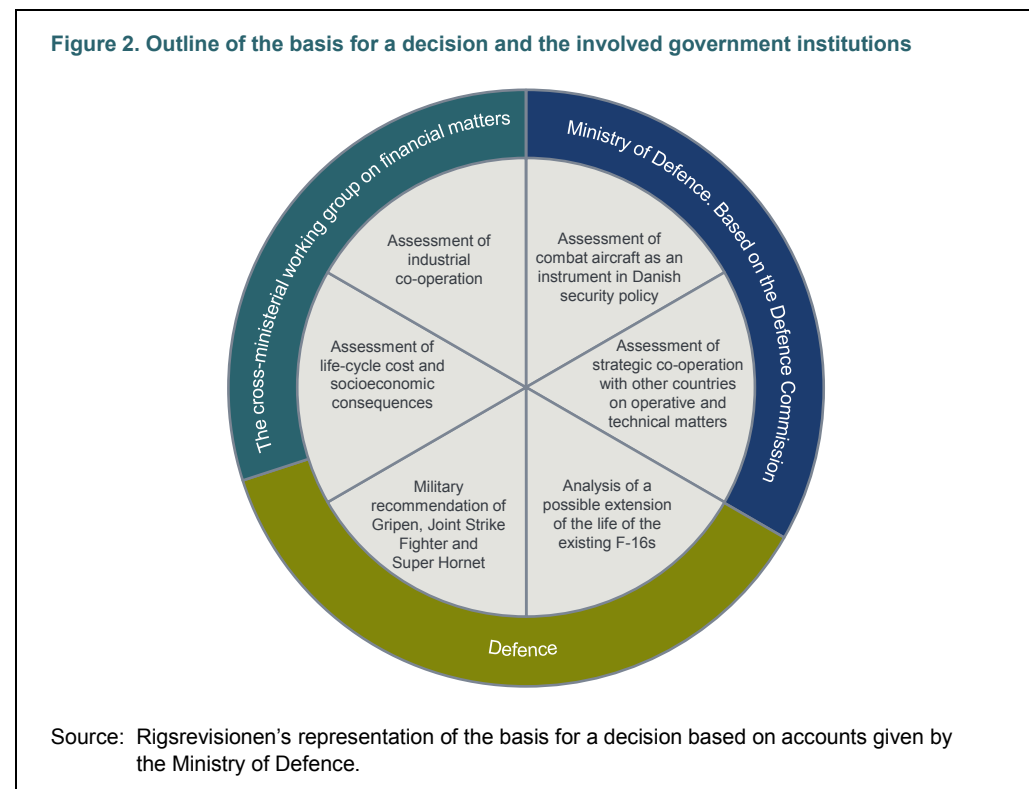 Figure 2. Outline of the basis for a decision and the involved government institutions
The cross-ministerial working group on financial matters
Ministry of Defence. Based on the Defence Commission
Assessment of
industrial
co-operation
Assessment of
combat aircraft as an
instrument in Danish
security policy
Assessment of
life-cycle cost and
socioeconomic
consequences
Assessment of
strategic co-operation
with other countries
on operative and
technical matters
Military
recommendation of
Gripen, Joint Strike
Fighter and
Super Hornet
Analysis of a
possible extension
of the life of the
existing F-16s
Defence
Source: Rigsrevisionen’s representation of the basis for a decision based on accounts given by
the Ministry of Defence.